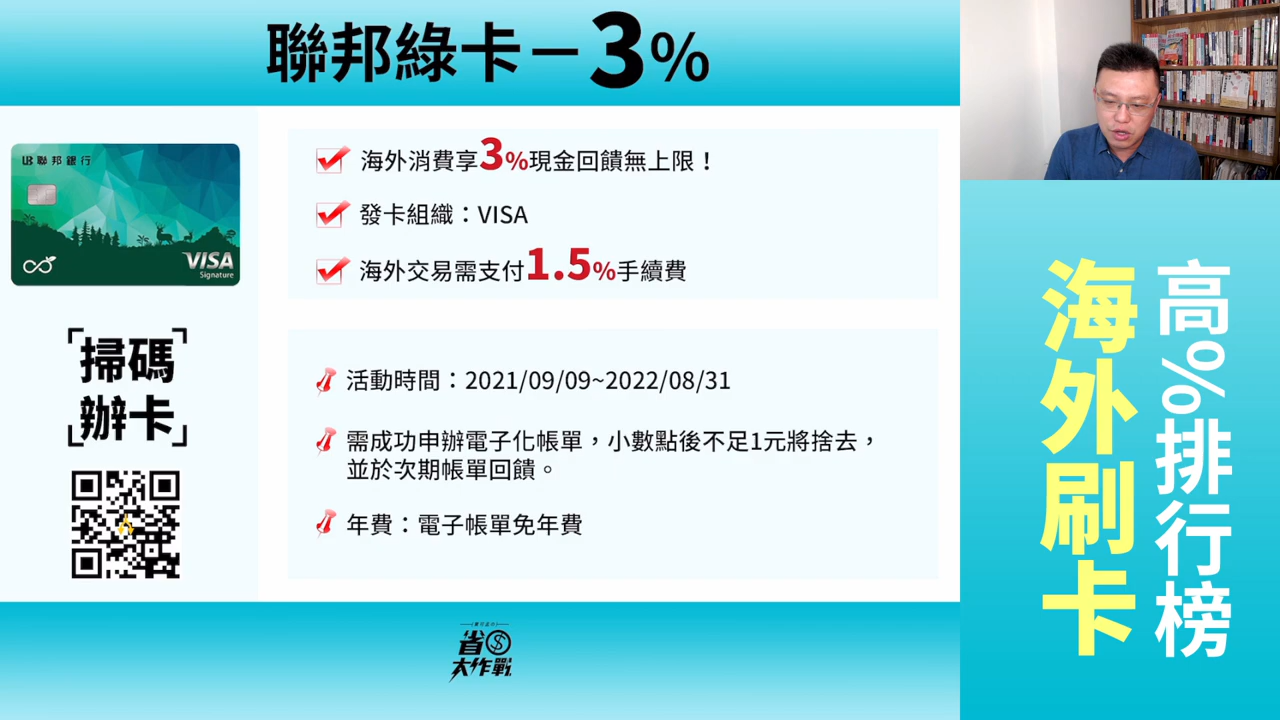 聯邦綠卡－3%
聯邦銀行
VISA
Signature
掃碼
辦卡
海外消費享3%現金回饋無上限！
發卡組織：VISA
海外交易需支付1.5%手續費
活動時間：2021/09/09~2022/08/31
需成功申辦電子化帳單，小數點後不足1元將捨去，
並於次期帳單回饋。
年費：電子帳單免年費
省
大作戰
高%排行榜
海外刷卡